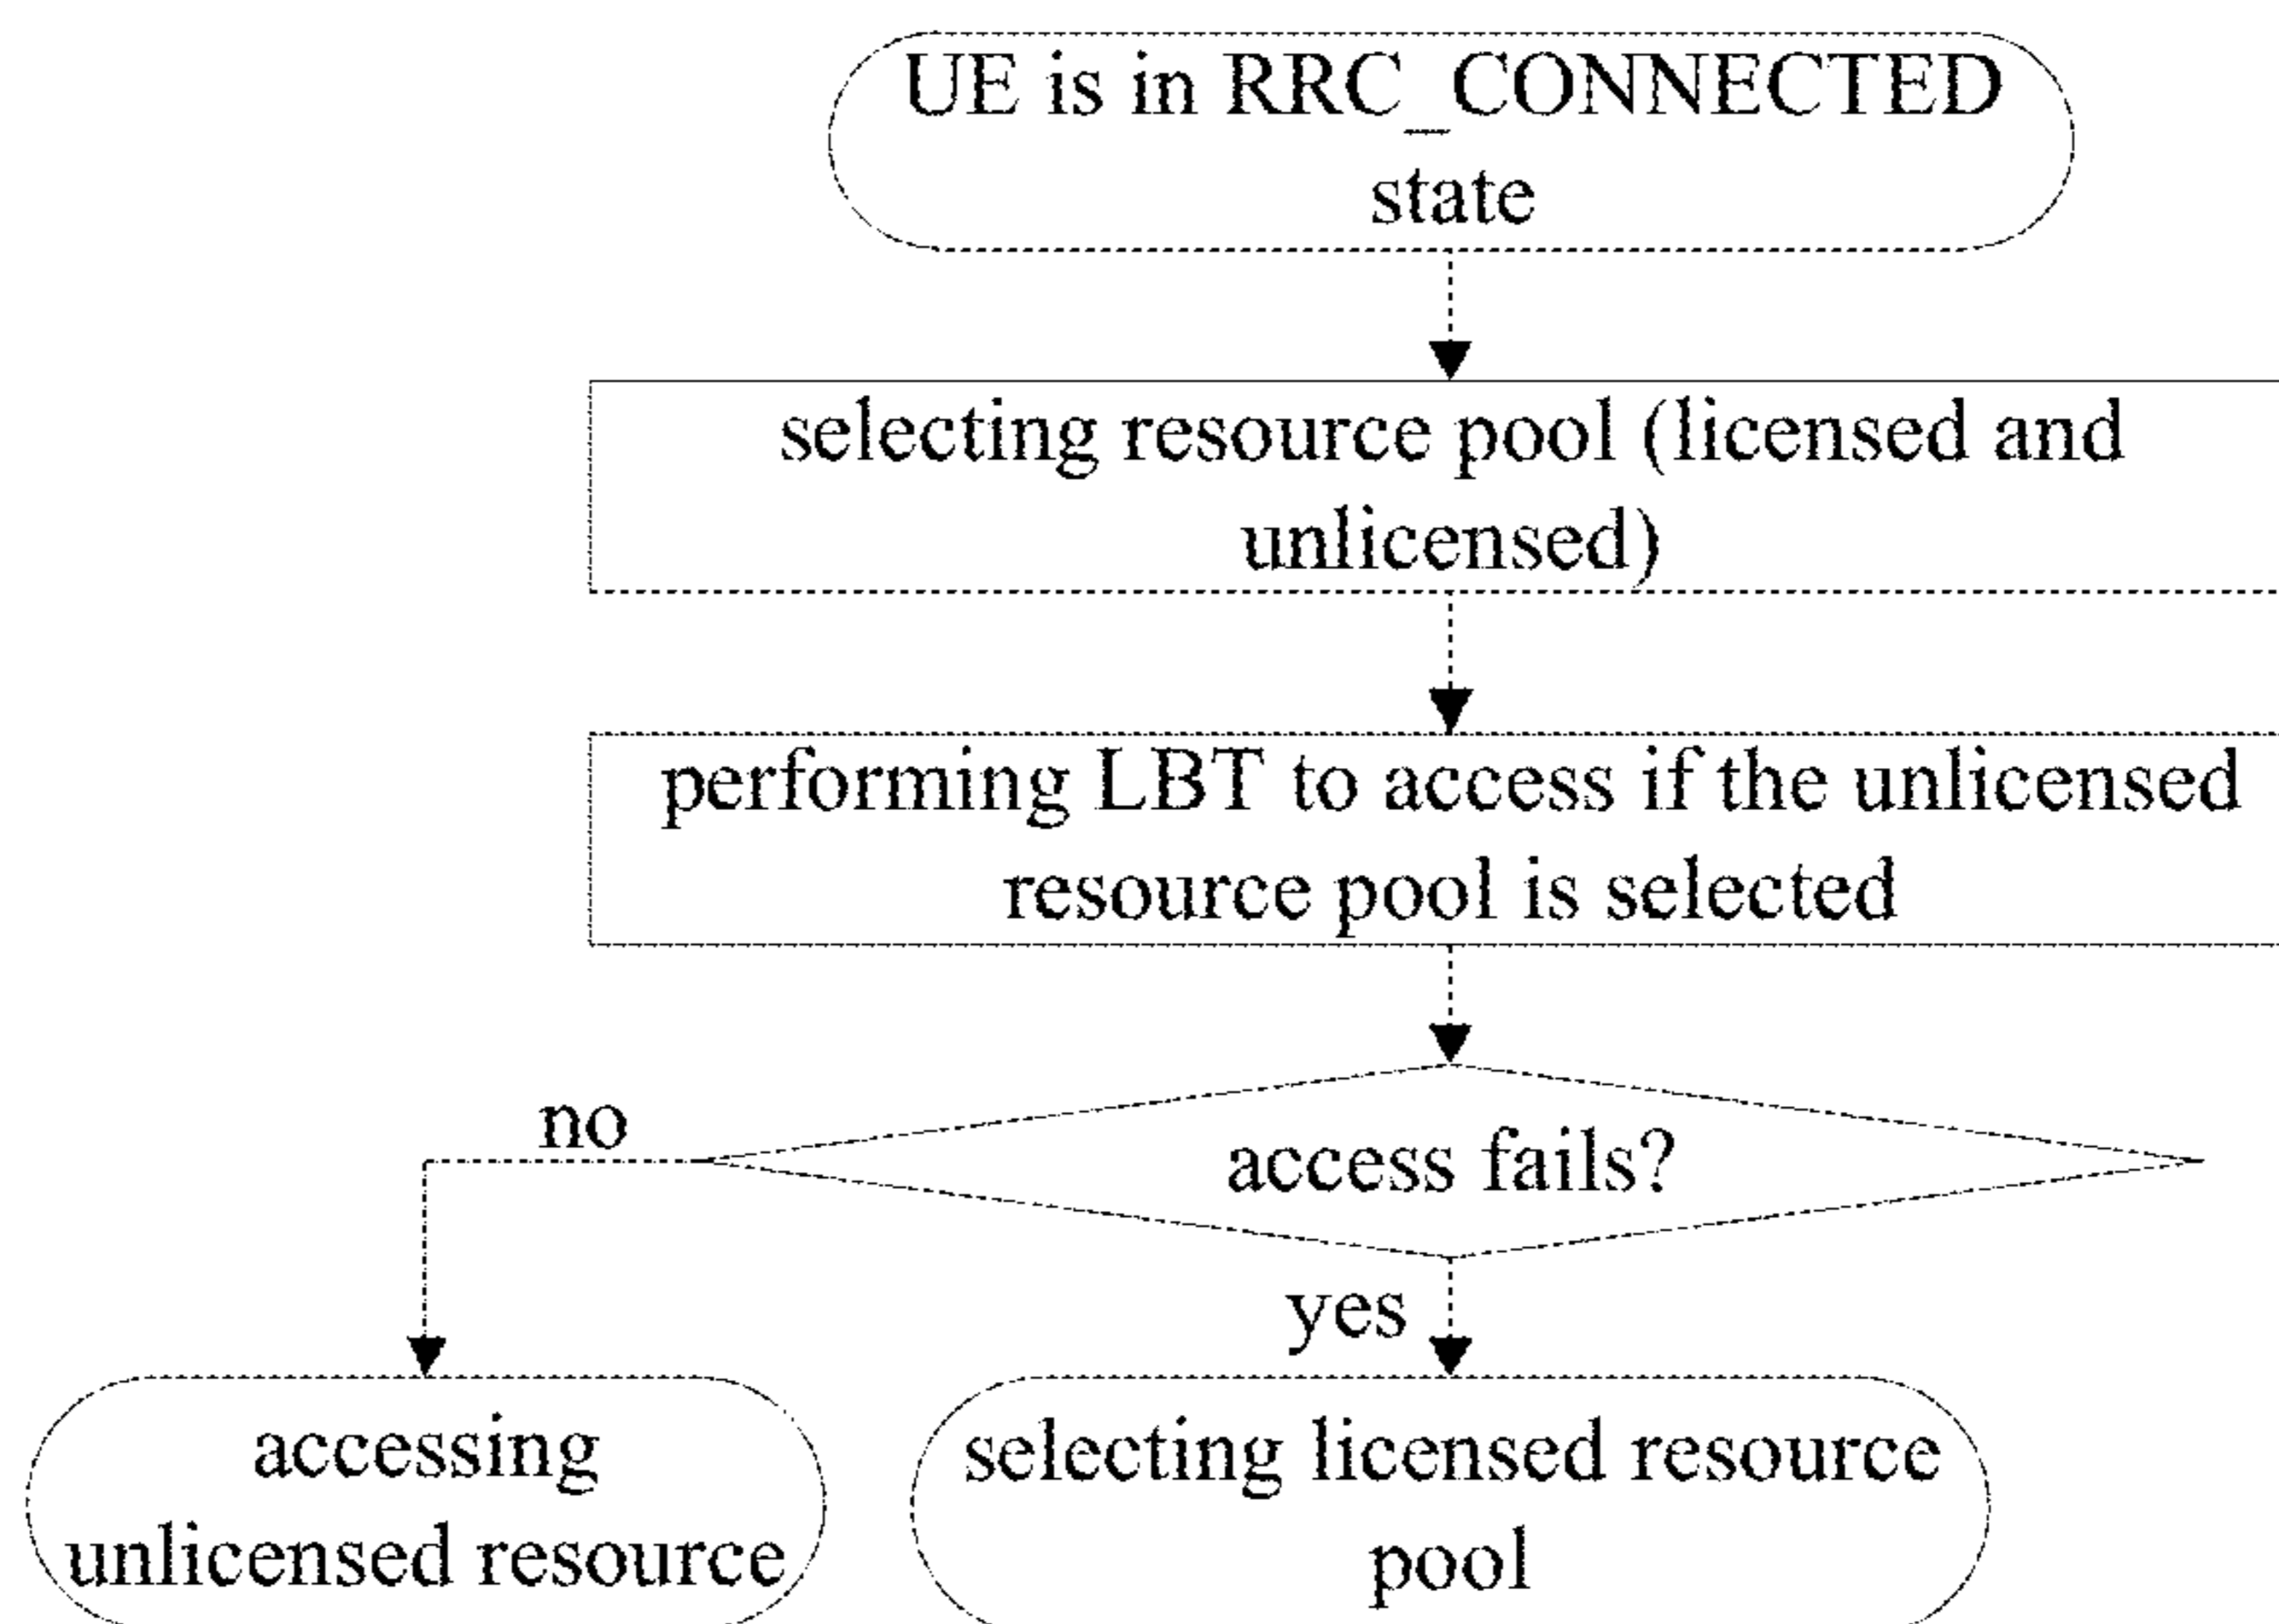 UE is in RRC_CONNECTED
state
selecting resource pool (licensed and
unlicensed)
performing LBT to access if the unlicensed
resource pool is selected
no
access fails?
yes
accessing
unlicensed resource
selecting licensed resource
pool